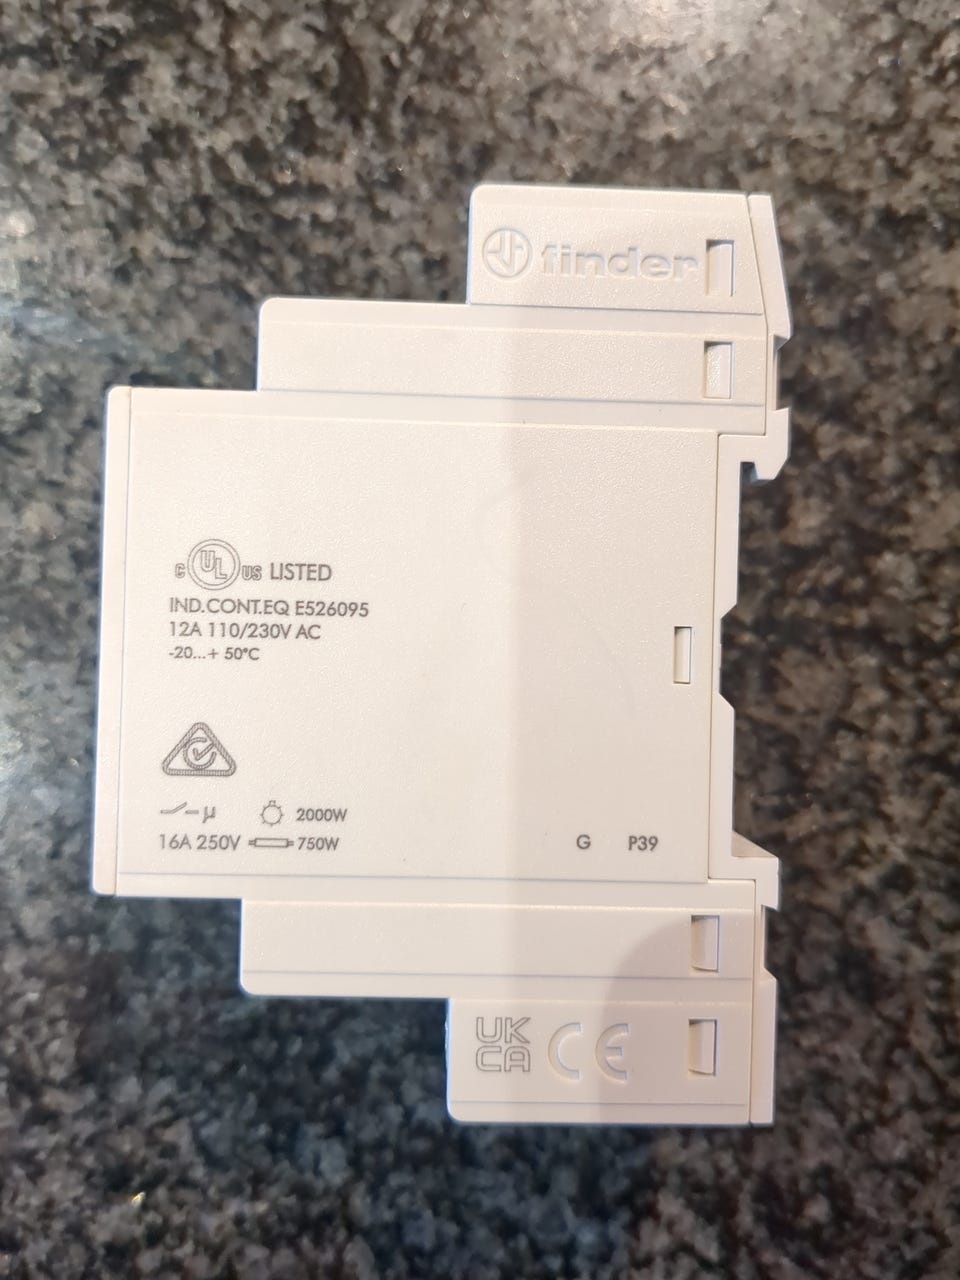 finder
C UL US LISTED
IND.CONT.EQ E526095
12A 110/230V AC
-20...+ 50°C
µ 2000W
16A 250V 750W
G P39
UK
CA CE